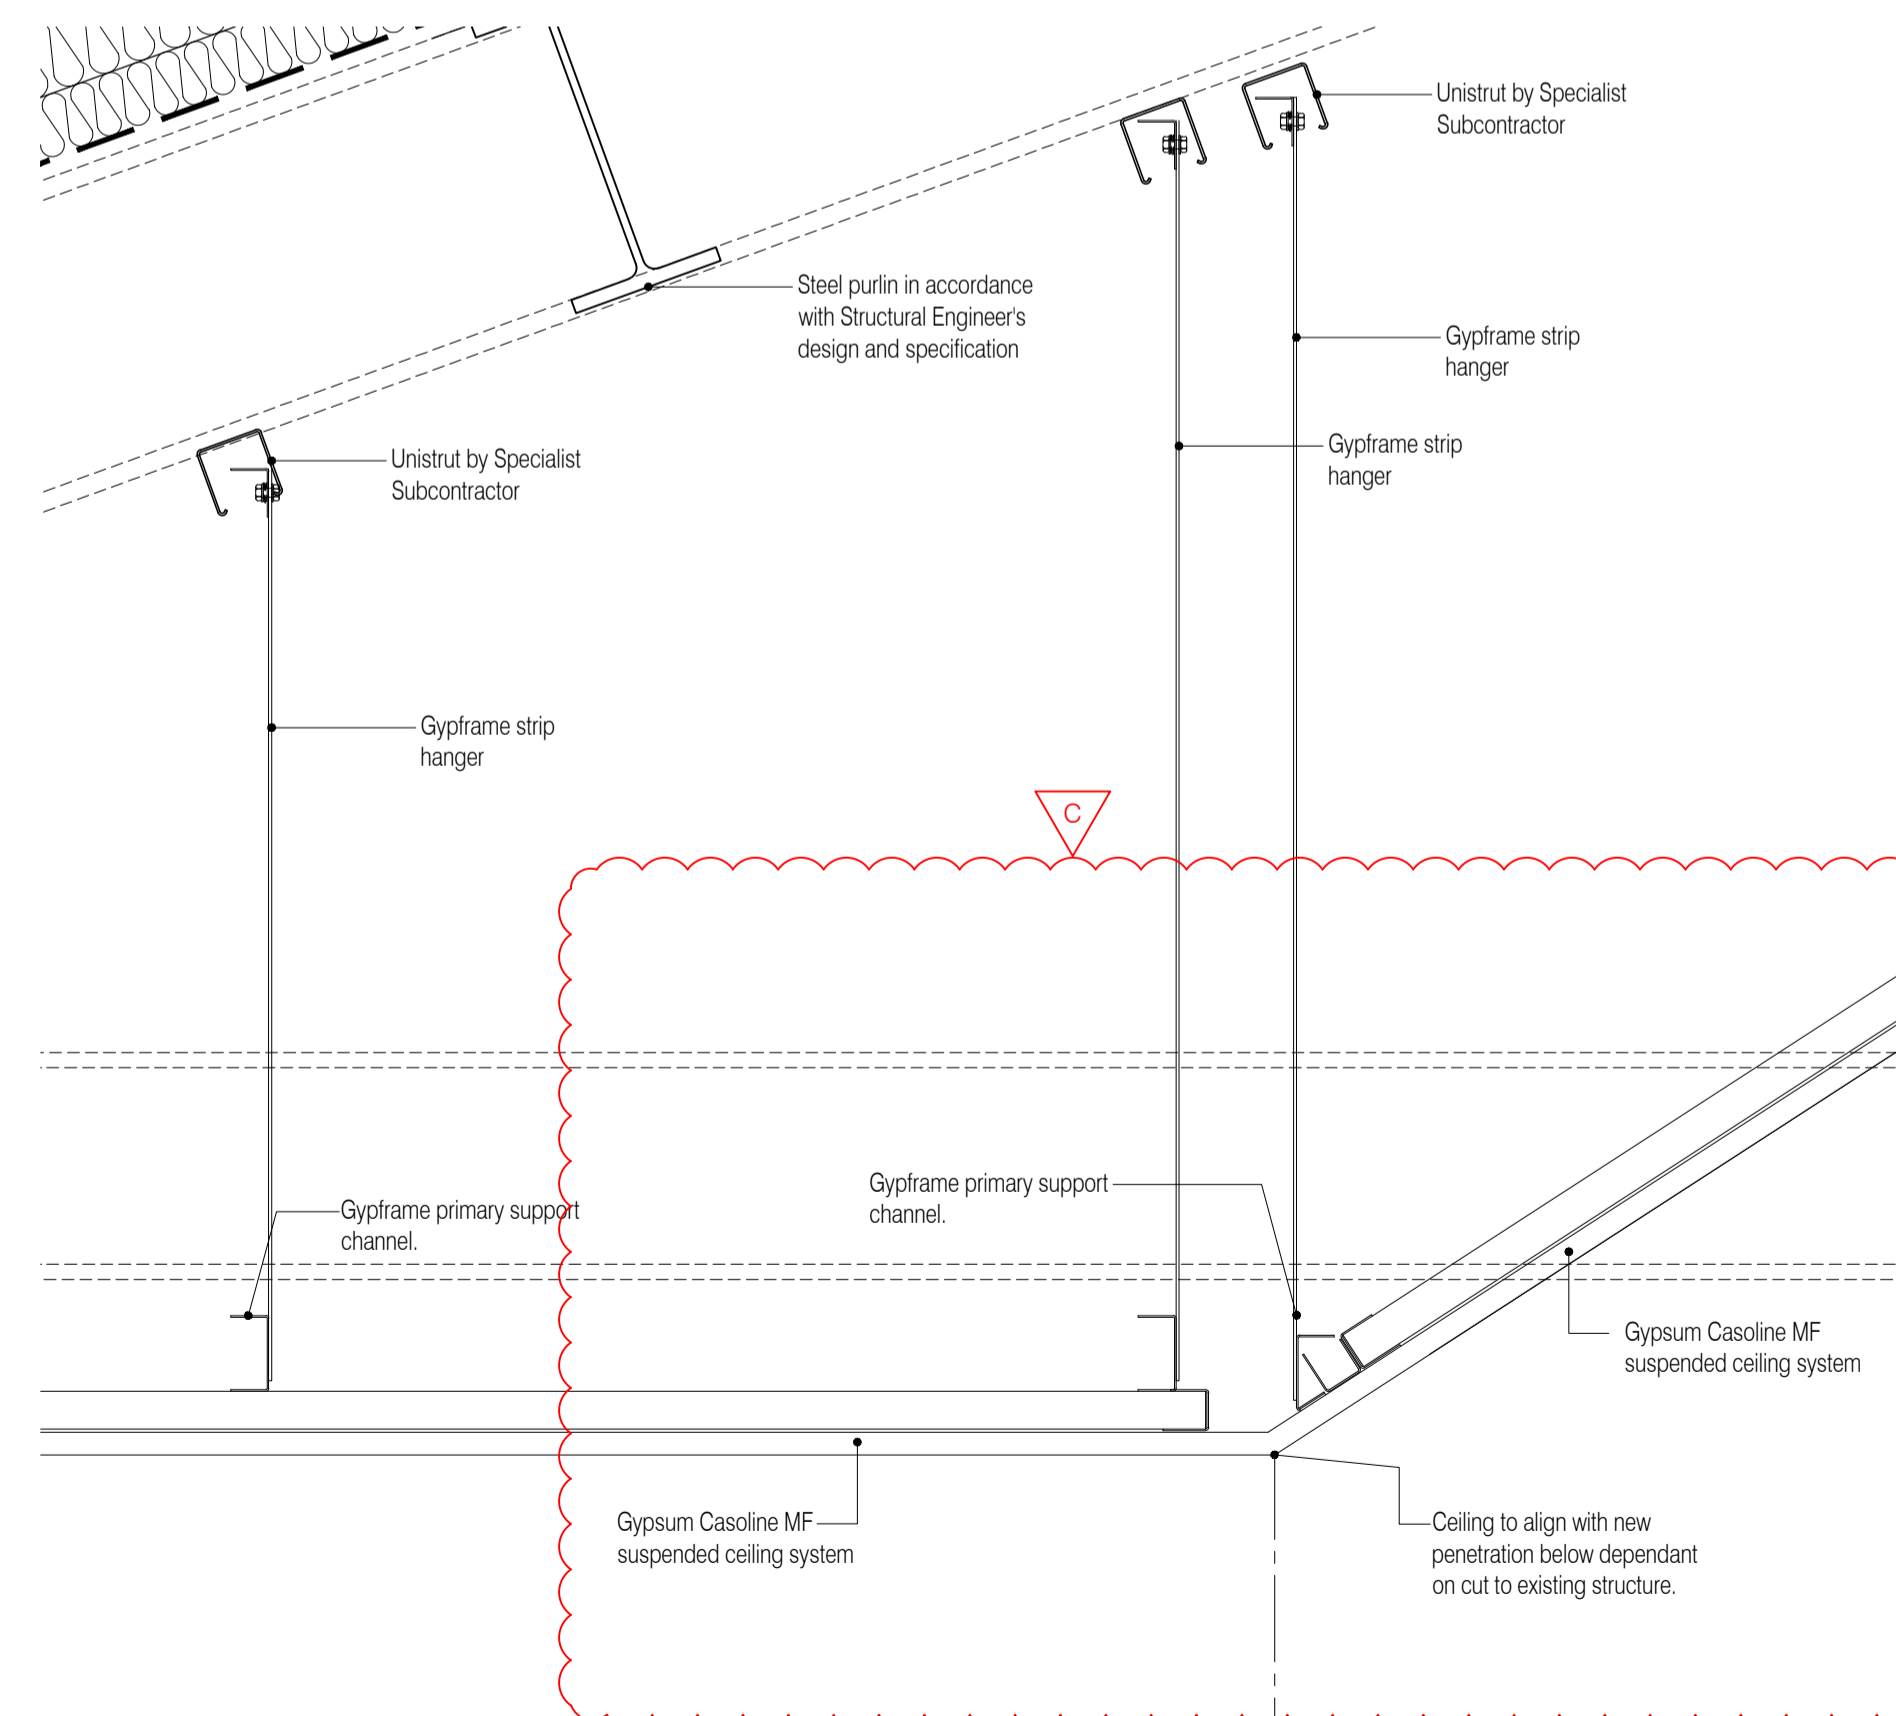 Unistrut by Specialist
Subcontractor
Steel purlin in accordance
with Structural Engineer's
design and specification
Gypframe strip
hanger
Gypframe strip
hanger
Unistrut by Specialist
Subcontractor
Gypframe strip
hanger
C
Gypframe primary support
channel.
Gypframe primary support
channel.
Gypsum Casoline MF
suspended ceiling system
Gypsum Casoline MF
suspended ceiling system
Ceiling to align with new
penetration below dependant
on cut to existing structure.